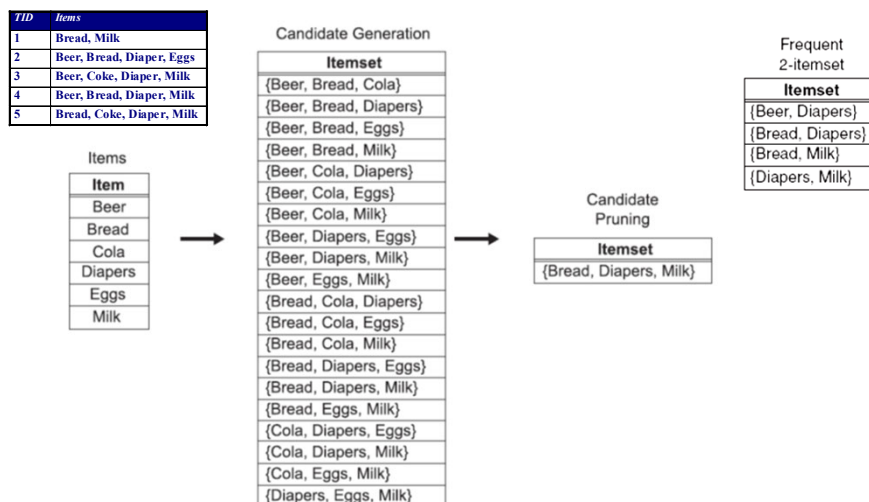 TID Items
1 Bread, Milk
2 Beer, Bread, Diaper, Eggs
3 Beer, Coke, Diaper, Milk
4 Beer, Bread, Diaper, Milk
5 Bread, Coke, Diaper, Milk
Items
Item
Beer
Bread
Cola
Diapers
Eggs
Milk
Candidate Generation
Itemset
{Beer, Bread, Cola}
{Beer, Bread, Diapers}
{Beer, Bread, Eggs}
{Beer, Bread, Milk}
{Beer, Cola, Diapers}
{Beer, Cola, Eggs}
{Beer, Cola, Milk}
{Beer, Diapers, Eggs}
{Beer, Diapers, Milk}
{Beer, Eggs, Milk}
{Bread, Cola, Diapers}
{Bread, Cola, Eggs}
{Bread, Cola, Milk}
{Bread, Diapers, Eggs}
{Bread, Diapers, Milk}
{Bread, Eggs, Milk}
{Cola, Diapers, Eggs}
{Cola, Diapers, Milk}
{Cola, Eggs, Milk}
{Diapers, Eggs, Milk}
Candidate
Pruning
Itemset
{Bread, Diapers, Milk}
Frequent
2-itemset
Itemset
{Beer, Diapers}
{Bread, Diapers}
{Bread, Milk}
{Diapers, Milk}